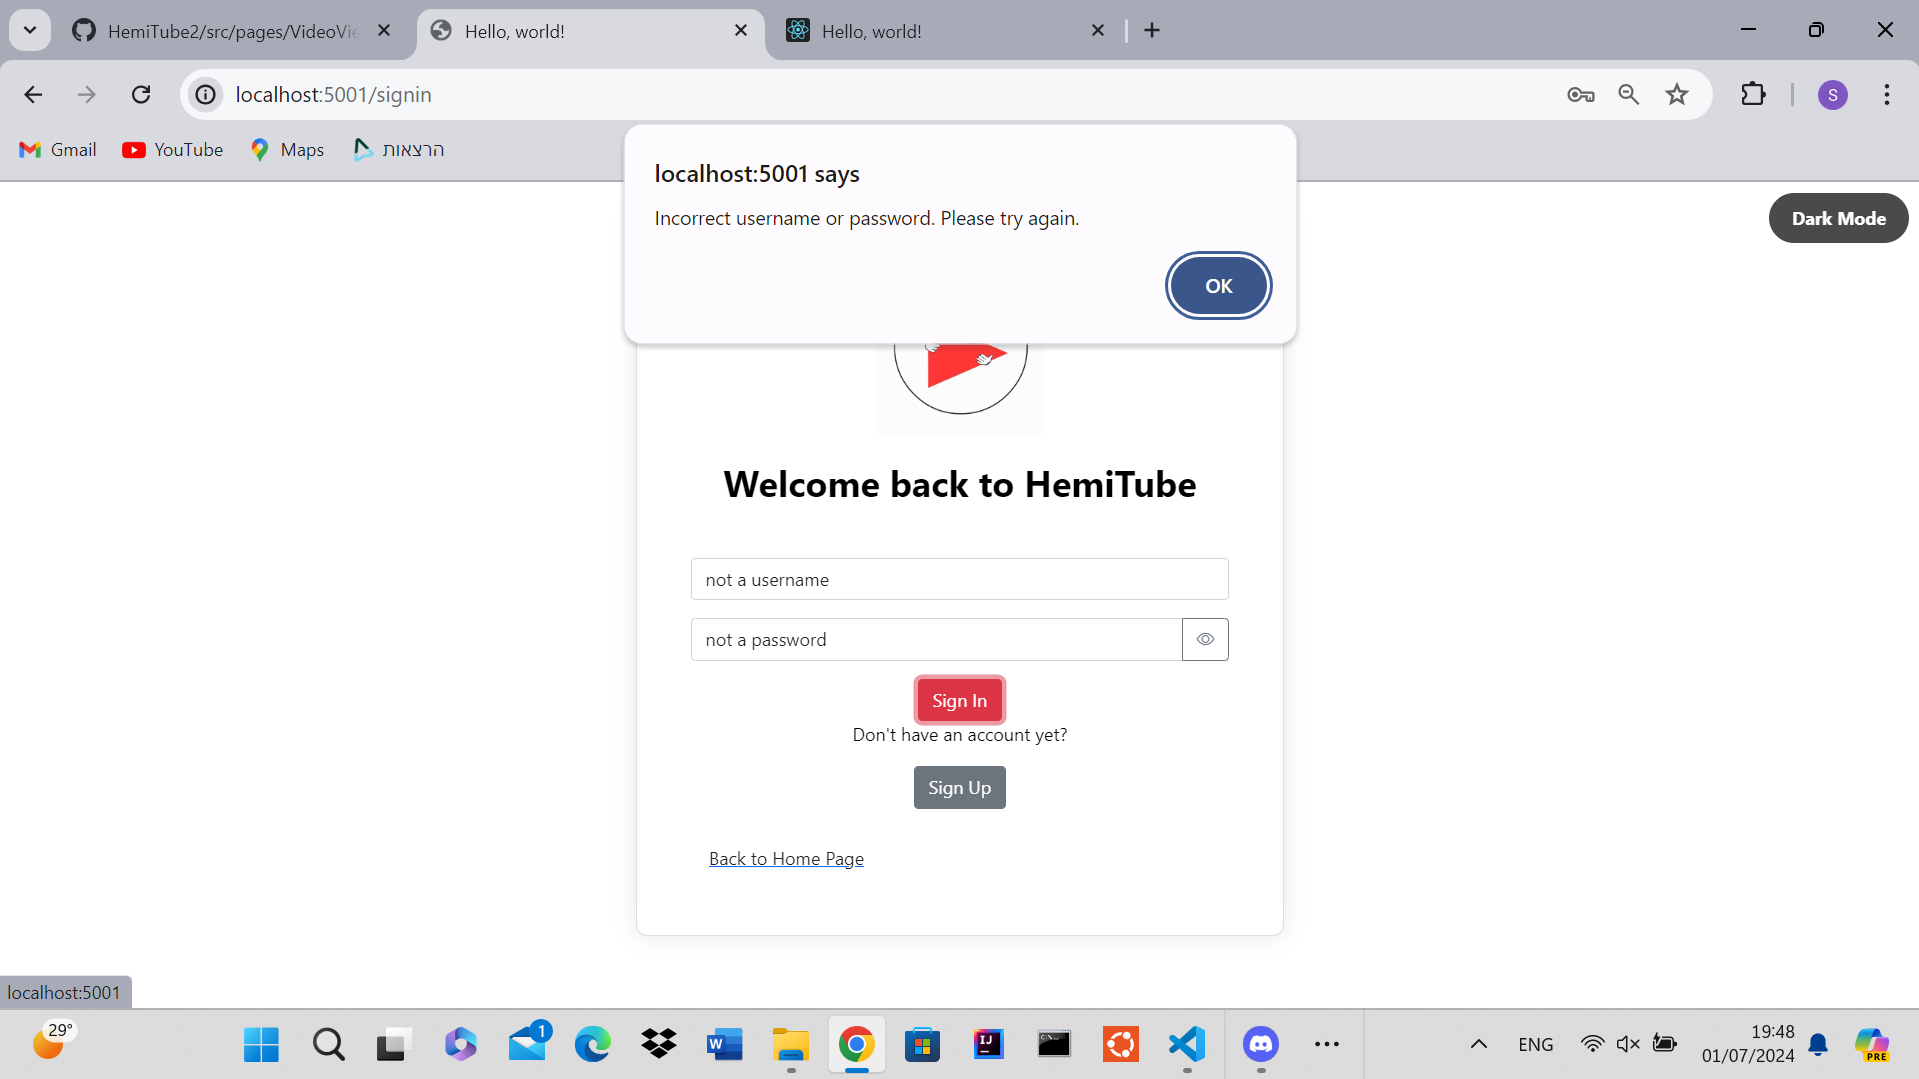 HemiTube2/src/pages/VideoVie
Hello, world!
Hello, world!
localhost:5001/signin
S
Gmail
YouTube
Maps
הרצאות
localhost:5001 says
Incorrect username or password. Please try again.
OK
Dark Mode
Welcome back to HemiTube
not a username
not a password
Sign In
Don't have an account yet?
Sign Up
Back to Home Page
localhost:5001
29°
1
W
IJ
ENG
19:48
01/07/2024
PRE